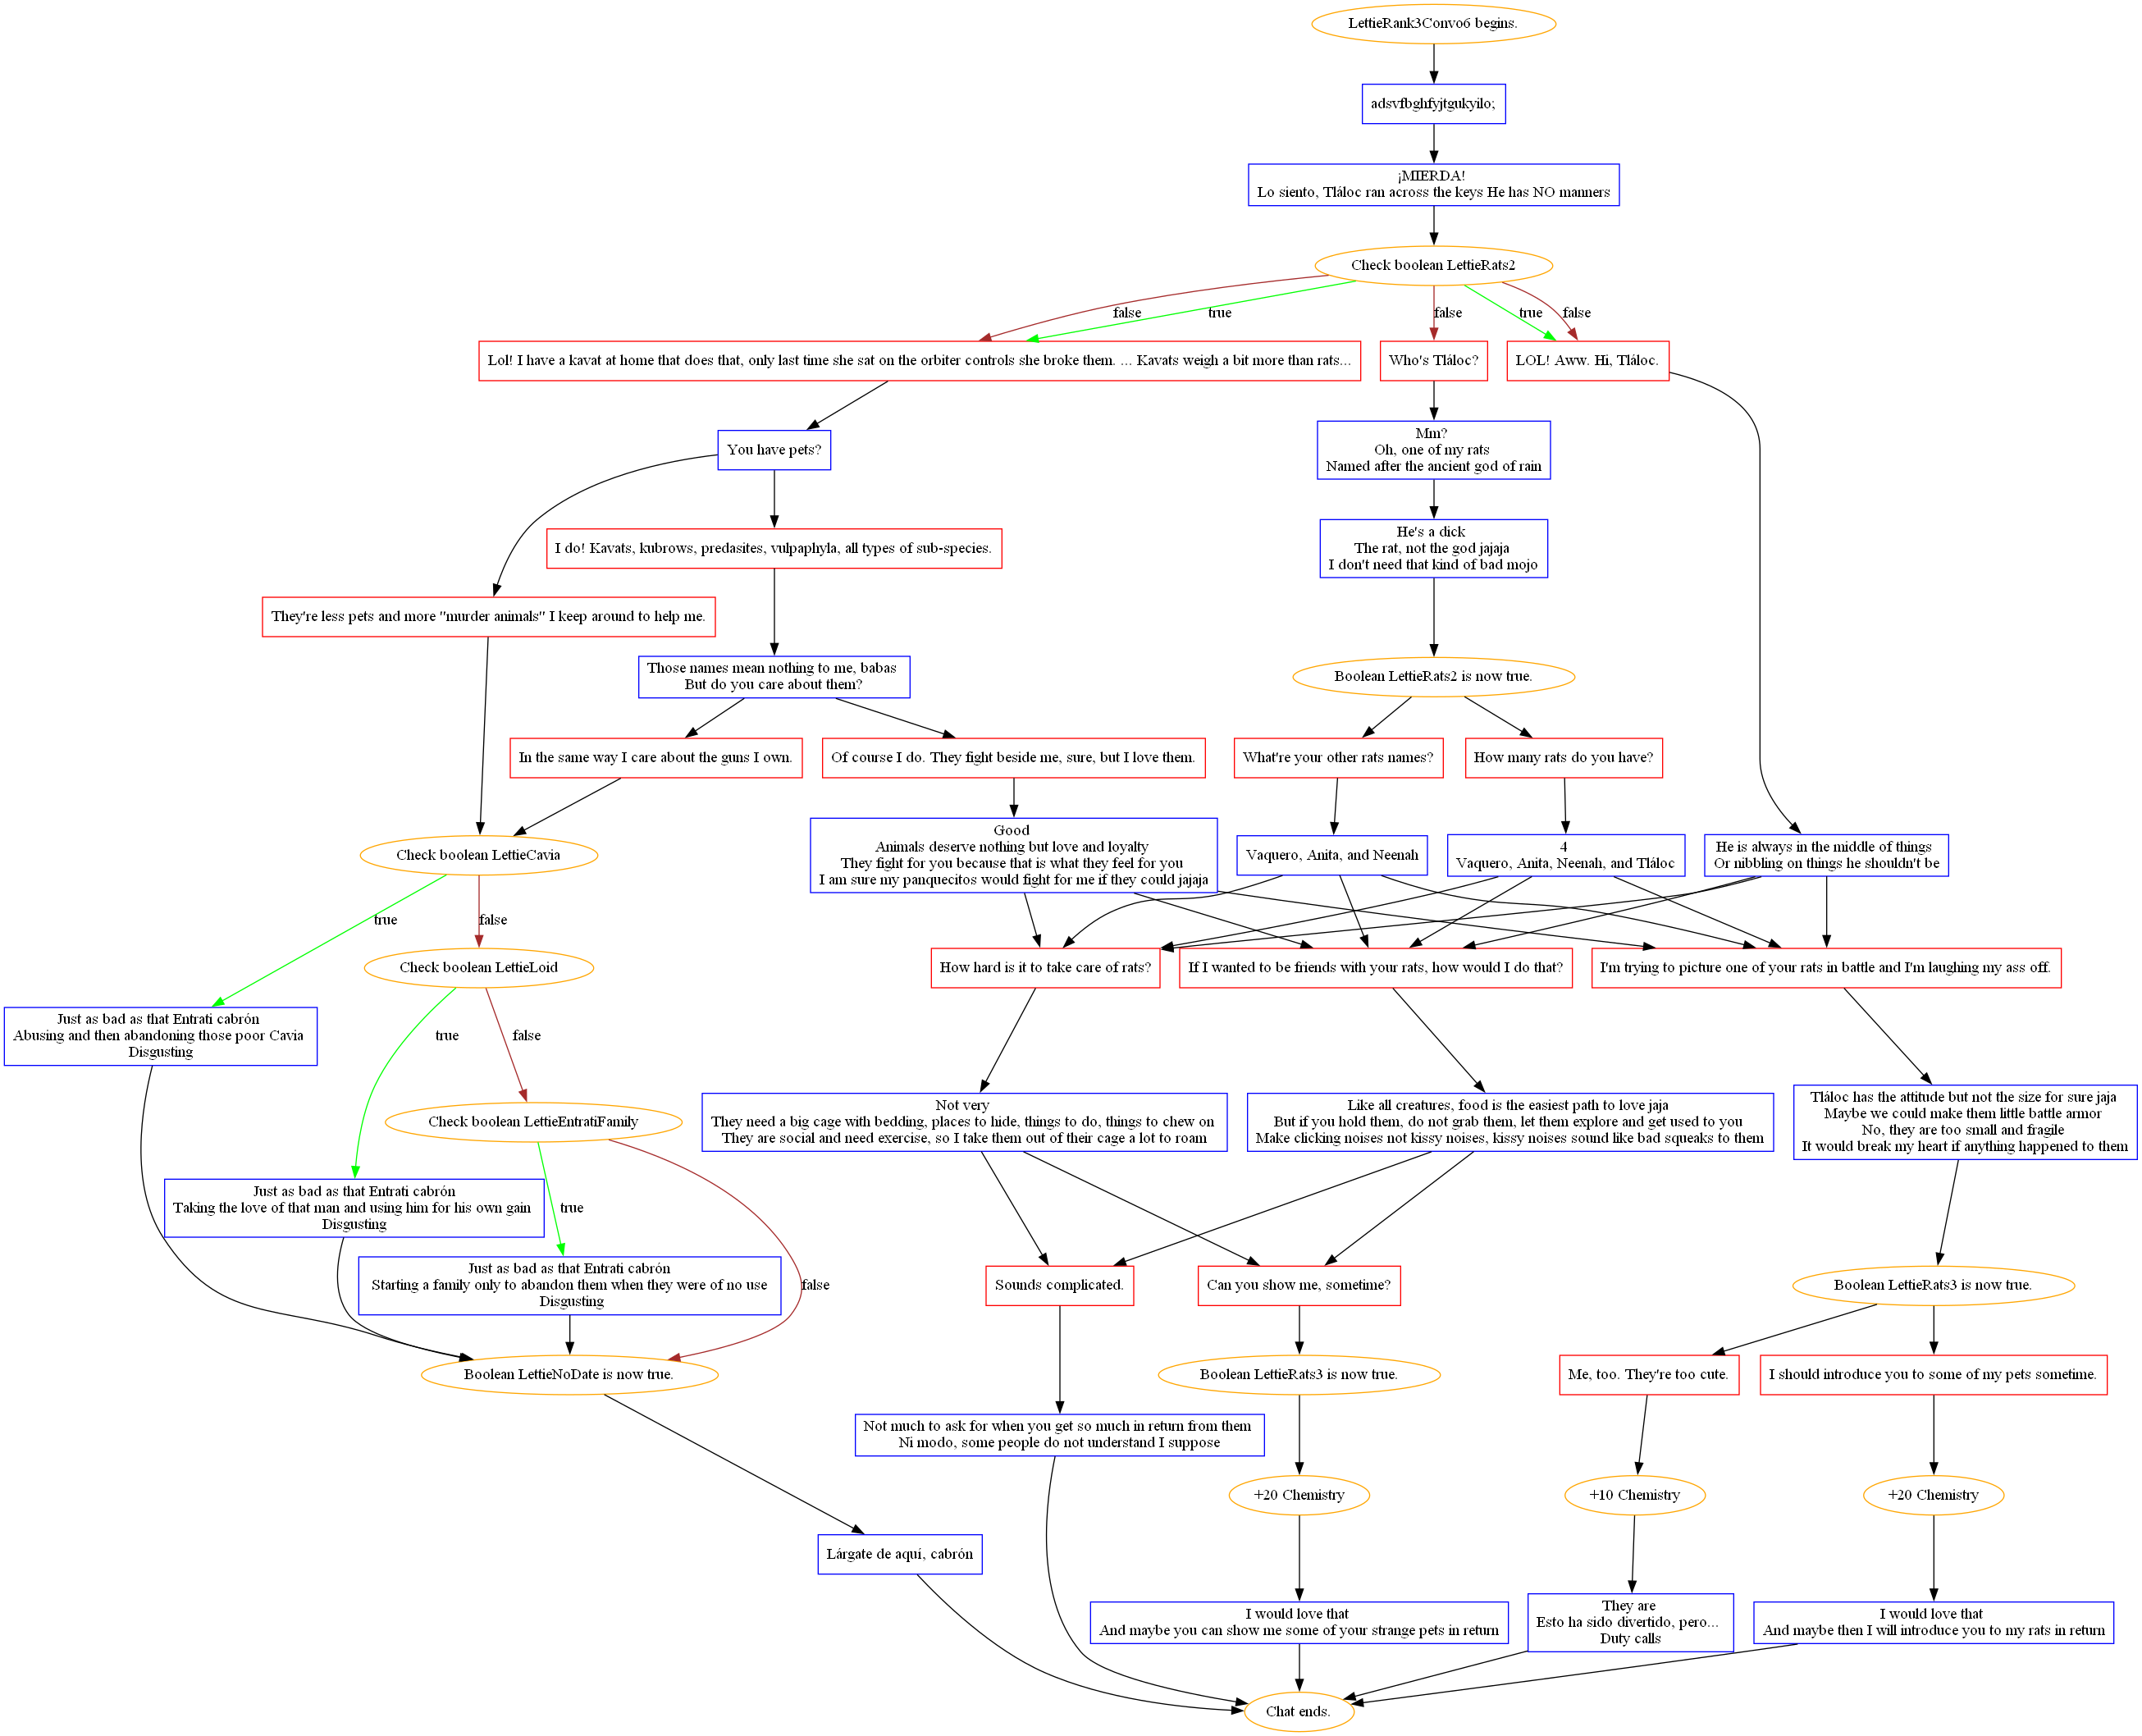 LettieRank3Convo6 begins.
adsvfbghfyjtgukyilo;
¡MIERDA!
Lo siento, Tláloc ran across the keys He has NO manners
Check boolean LettieRats2
false
true
false
true
false
Lol! I have a kavat at home that does that, only last time she sat on the orbiter controls she broke them. ... Kavats weigh a bit more than rats...
Who's Tláloc?
LOL! Aww. Hi, Tláloc.
You have pets?
Mm?
Oh, one of my rats
Named after the ancient god of rain
I do! Kavats, kubrows, predasites, vulpaphyla, all types of sub-species.
He's a dick
The rat, not the god jajaja
I don't need that kind of bad mojo
They're less pets and more "murder animals" I keep around to help me.
Those names mean nothing to me, babas
But do you care about them?
Boolean LettieRats2 is now true.
In the same way I care about the guns I own.
Of course I do. They fight beside me, sure, but I love them.
What're your other rats names?
How many rats do you have?
Check boolean LettieCavia
Good
Animals deserve nothing but love and loyalty
They fight for you because that is what they feel for you
I am sure my panquecitos would fight for me if they could jajaja
Vaquero, Anita, and Neenah
4
Vaquero, Anita, Neenah, and Tláloc
He is always in the middle of things
Or nibbling on things he shouldn't be
true
false
Check boolean LettieLoid
How hard is it to take care of rats?
If I wanted to be friends with your rats, how would I do that?
I'm trying to picture one of your rats in battle and I'm laughing my ass off.
Just as bad as that Entrati cabrón
Abusing and then abandoning those poor Cavia
Disgusting
true
false
Check boolean LettieEntratiFamily
Not very
They need a big cage with bedding, places to hide, things to do, things to chew on
They are social and need exercise, so I take them out of their cage a lot to roam
Like all creatures, food is the easiest path to love jaja
But if you hold them, do not grab them, let them explore and get used to you
Make clicking noises not kissy noises, kissy noises sound like bad squeaks to them
Tláloc has the attitude but not the size for sure jaja
Maybe we could make them little battle armor
No, they are too small and fragile
It would break my heart if anything happened to them
Just as bad as that Entrati cabrón
Taking the love of that man and using him for his own gain
Disgusting
true
false
Just as bad as that Entrati cabrón
Starting a family only to abandon them when they were of no use
Disgusting
Sounds complicated.
Can you show me, sometime?
Boolean LettieRats3 is now true.
Boolean LettieNoDate is now true.
Boolean LettieRats3 is now true.
Me, too. They're too cute.
I should introduce you to some of my pets sometime.
Not much to ask for when you get so much in return from them
Ni modo, some people do not understand I suppose
+20 Chemistry
+10 Chemistry
+20 Chemistry
Lárgate de aquí, cabrón
I would love that
And maybe you can show me some of your strange pets in return
They are
Esto ha sido divertido, pero...
Duty calls
I would love that
And maybe then I will introduce you to my rats in return
Chat ends.